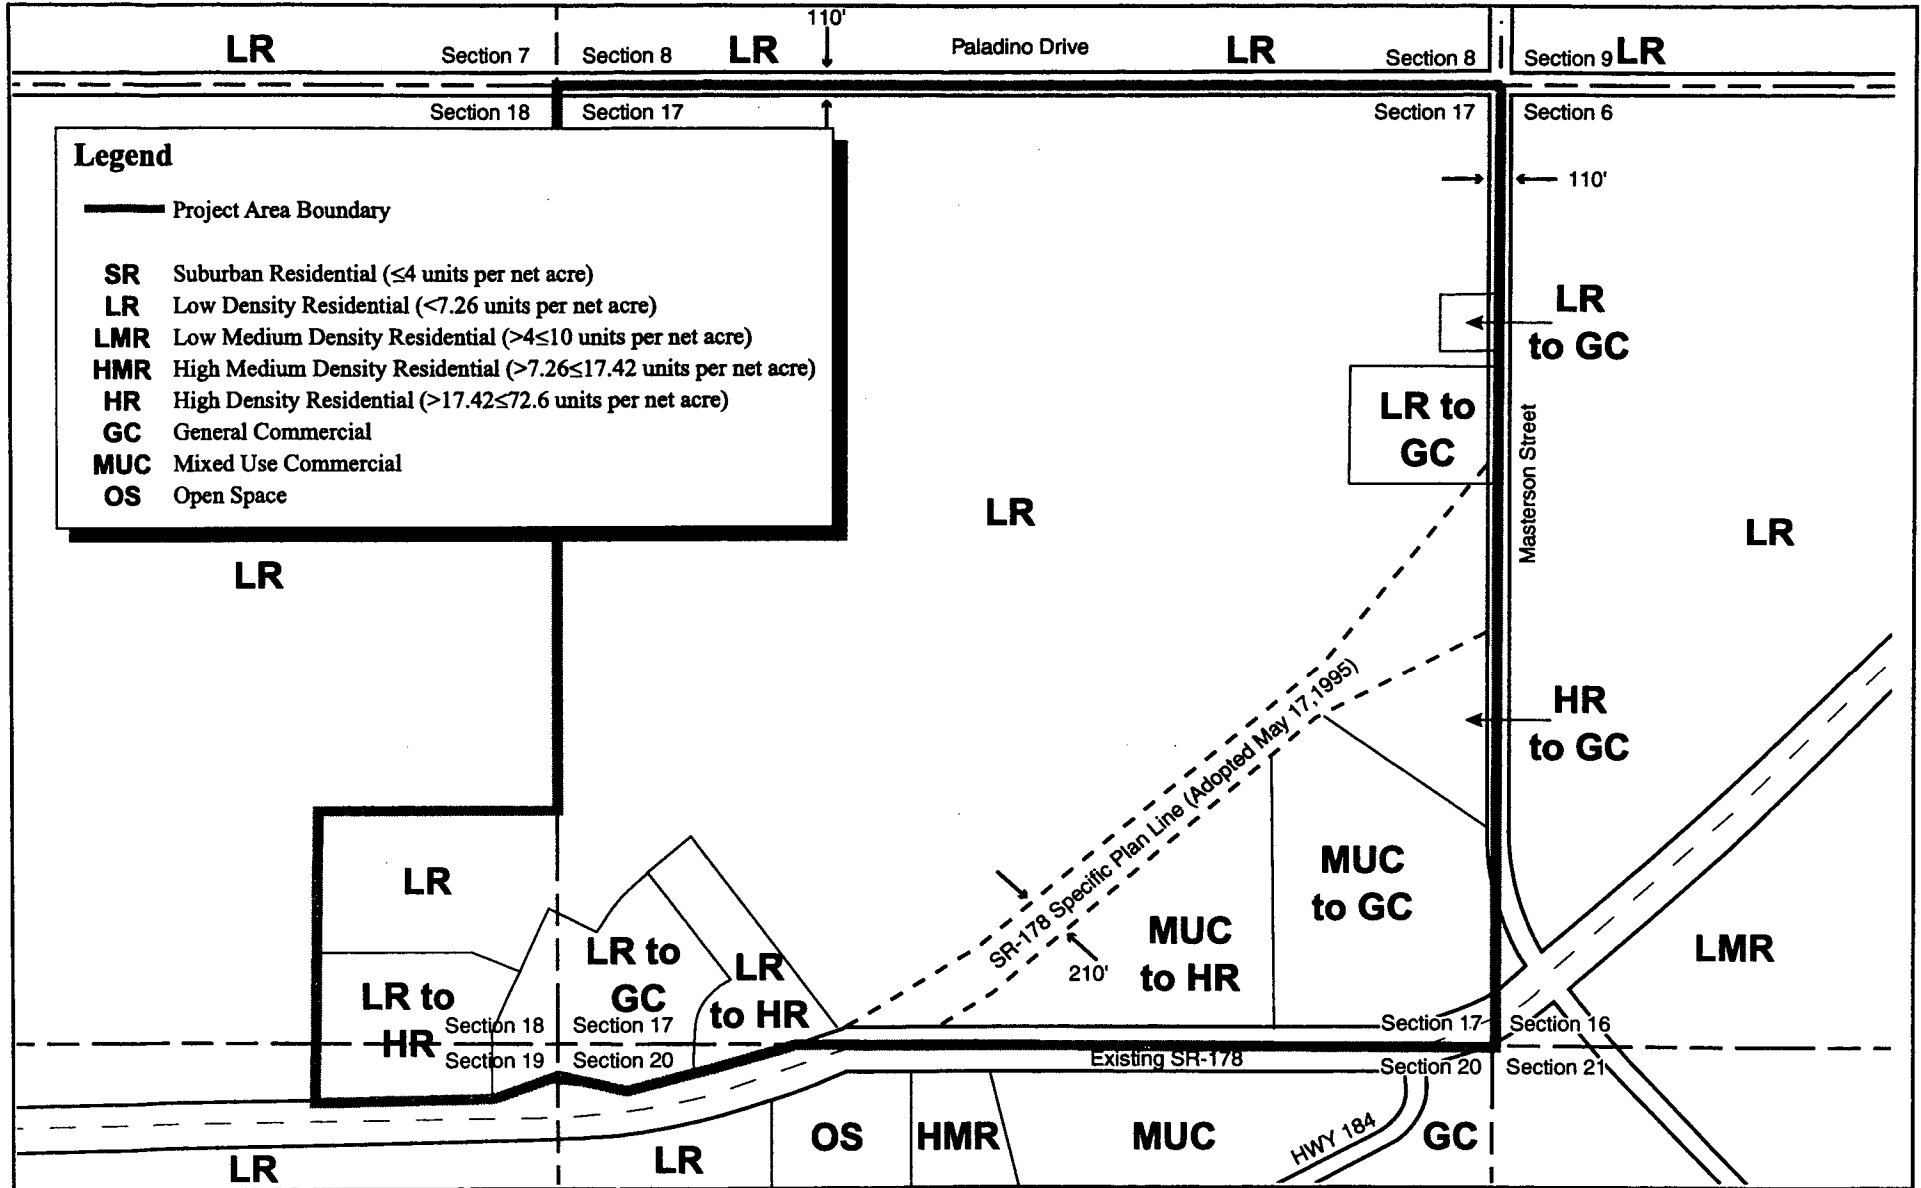 110'
LR
Section 7
Section 8
LR
Paladino Drive
LR
Section 8
Section 9
LR
Section 18
Section 17
Section 17
Section 6
Legend
Project Area Boundary
SR Suburban Residential (≤4 units per net acre)
LR Low Density Residential (<7.26 units per net acre)
LMR Low Medium Density Residential (>4≤10 units per net acre)
HMR High Medium Density Residential (>7.26≤17.42 units per net acre)
HR High Density Residential (>17.42≤72.6 units per net acre)
GC General Commercial
MUC Mixed Use Commercial
OS Open Space
110'
LR
to GC
LR to
GC
Masterson Street
LR
LR
LR
SR-178 Specific Plan Line (Adopted May 17,1995)
HR
to GC
LR
MUC
to GC
MUC
to HR
210'
LMR
LR to
GC
LR
to HR
LR to
HR
Section 18
Section 17
Section 17
Section 16
Section 19
Section 20
Existing SR-178
Section 20
Section 21
LR
LR
OS
HMR
MUC
HWY 184
GC